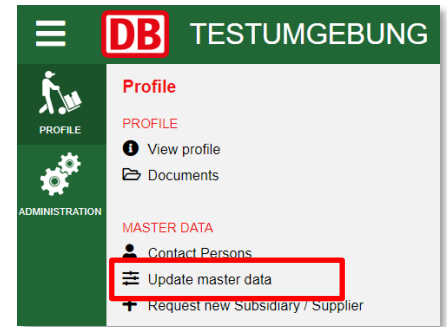 DB TESTUMGEBUNG
PROFILE
ADMINISTRATION
Profile
PROFILE
View profile
Documents
MASTER DATA
Contact Persons
Update master data
Request new Subsidiary / Supplier